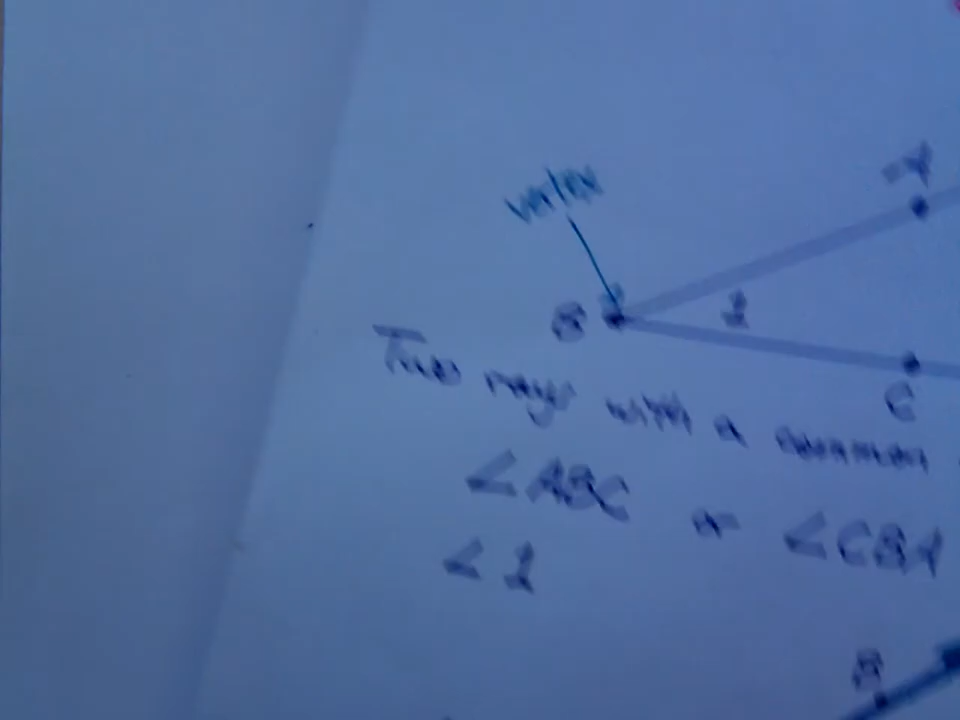 vertex
A
B
1
C
Two rays with a common
∠ABC or ∠CBA
∠1
B